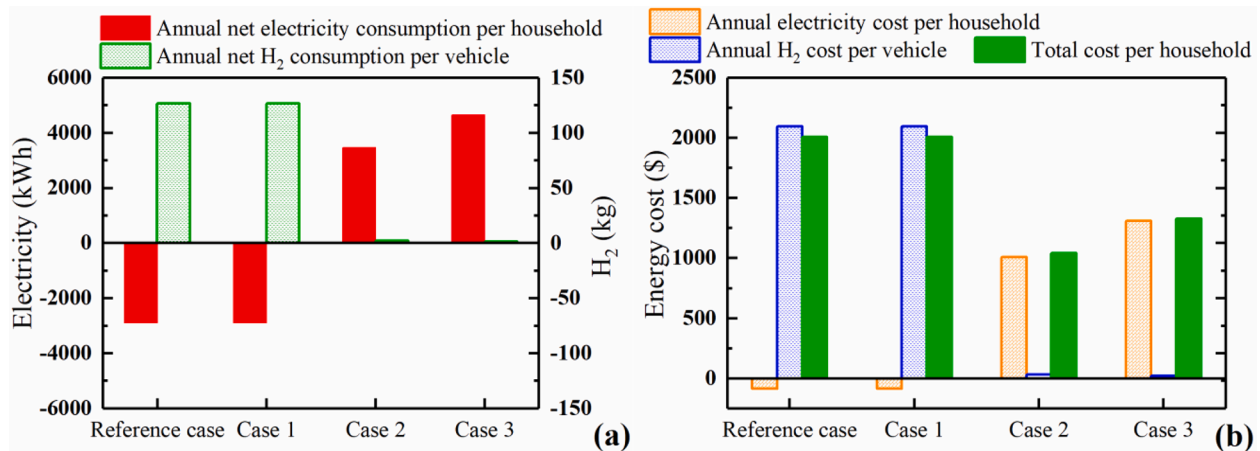 Annual net electricity consumption per household
Annual net H2 consumption per vehicle
6000
4000
2000
0
-2000
-4000
-6000
Electricity (kWh)
150
100
50
0
-50
-100
-150
H2 (kg)
Reference case Case 1 Case 2 Case 3
(a)
Annual electricity cost per household
Annual H2 cost per vehicle Total cost per household
2500
2000
1500
1000
500
0
Energy cost ($)
Reference case Case 1 Case 2 Case 3
(b)